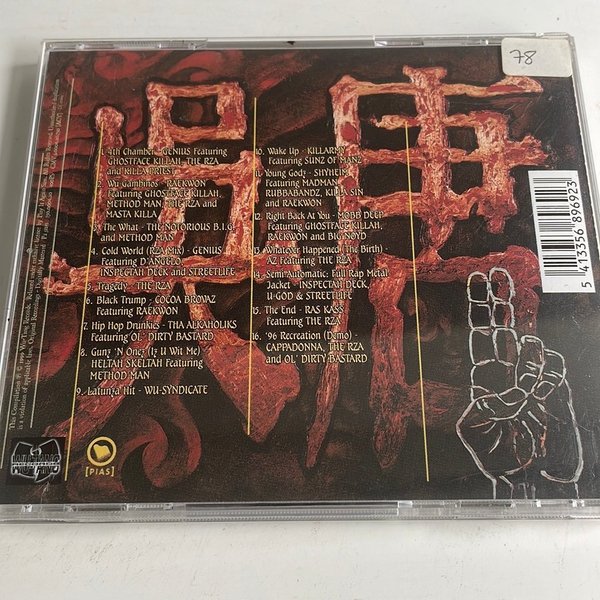 78
1. 4th Chamber - GENIUS Featuring
GHOSTFACE KILLAH, THE RZA
and KILLA PRIEST
2. Wu-Gambinos - RAEKWON
Featuring GHOSTFACE KILLAH,
METHOD MAN, THE RZA and
MASTA KILLA
3. The What - THE NOTORIOUS B.I.G.
and METHOD MAN
4. Cold World (RZA Mix) - GENIUS
Featuring D'ANGELO,
INSPECTAH DECK and STREETLIFE
5. Tragedy - THE RZA
6. Black Trump - COCOA BROVAZ
Featuring RAEKWON
7. Hip Hop Drunkies - THA ALKAHOLIKS
Featuring OL' DIRTY BASTARD
8. Gunz 'N Onez (Iz U Wit Me)
HELTAH SKELTAH Featuring
METHOD MAN
9. Latunza Hit - WU-SYNDICATE
10. Wake Up - KILLARMY
Featuring SUNZ OF MANZ
11. Young Godz - SHYHEIM
Featuring MADMAN,
RUBBABANDZ, KILLA SIN
and RAEKWON
12. Right Back at You - MOBB DEEP
Featuring GHOSTFACE KILLAH,
RAEKWON and BIG NOYD
13. Whatever Happened (The Birth) -
AZ Featuring THE RZA
14. Semi-Automatic: Full Rap Metal
Jacket - INSPECTAH DECK,
U-GOD & STREETLIFE
15. The End - RAS KASS
Featuring THE RZA
16. '96 Recreation (Demo) -
CAPPADONNA, THE RZA
and OL' DIRTY BASTARD
5 413356 896923
[PIAS]